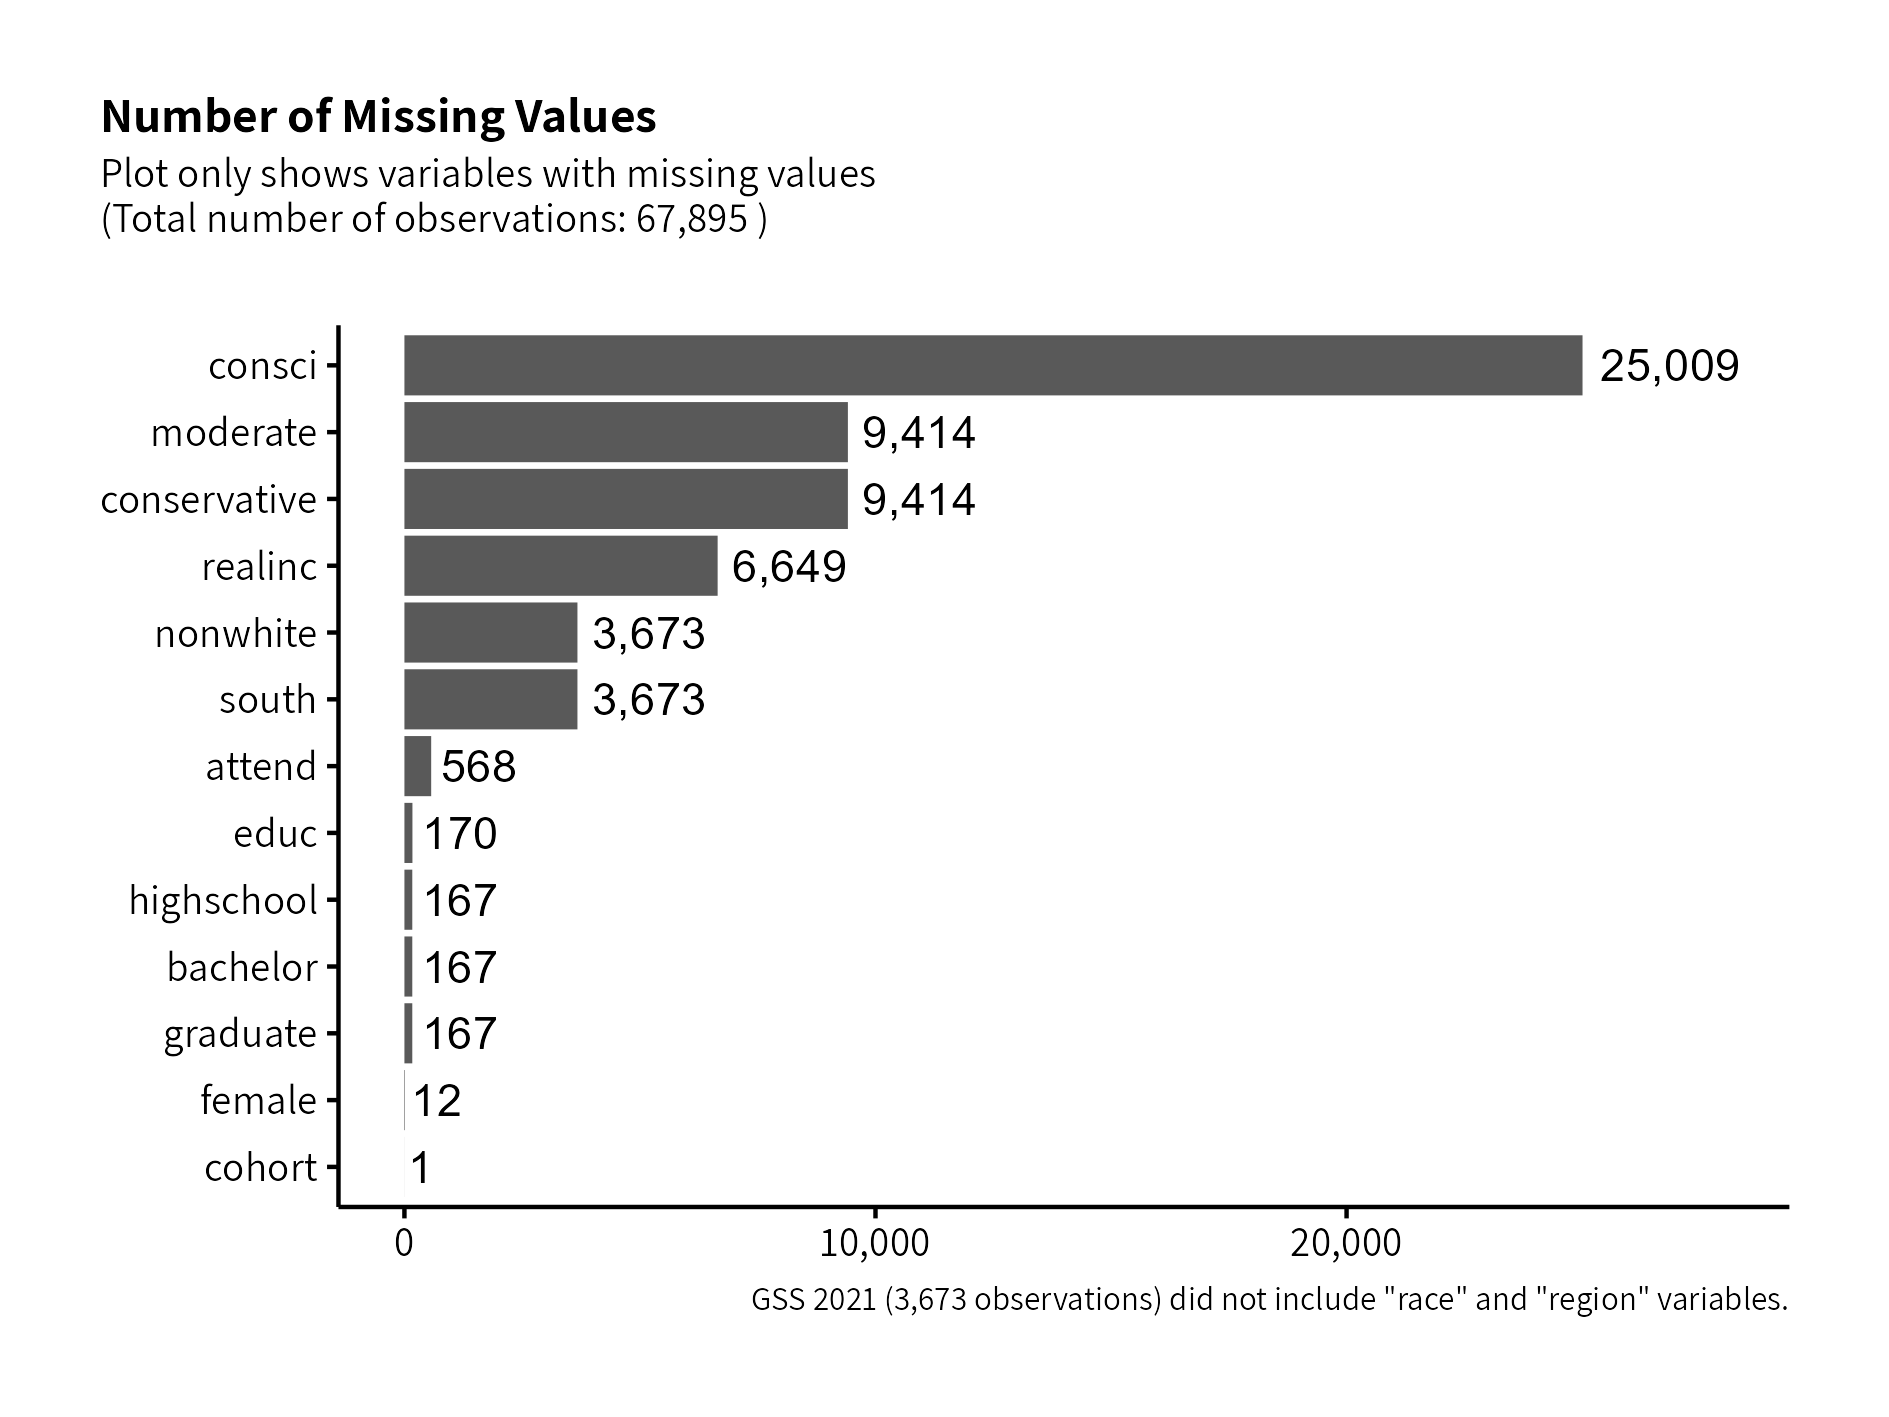 Number of Missing Values
Plot only shows variables with missing values
(Total number of observations: 67,895 )
consci 25,009
moderate 9,414
conservative 9,414
realinc 6,649
nonwhite 3,673
south 3,673
attend 568
educ 170
highschool 167
bachelor 167
graduate 167
female 12
cohort 1
0 10,000 20,000
GSS 2021 (3,673 observations) did not include "race" and "region" variables.